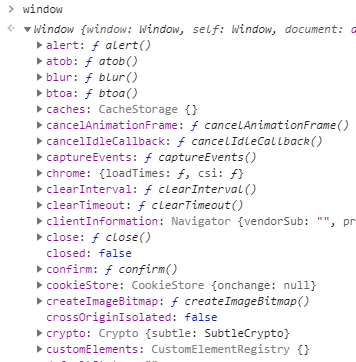 window
Window {window: Window, self: Window, document:
alert: ƒ alert()
atob: ƒ atob()
blur: ƒ blur()
btoa: ƒ btoa()
caches: CacheStorage {}
cancelAnimationFrame: ƒ cancelAnimationFrame()
cancelIdleCallback: ƒ cancelIdleCallback()
captureEvents: ƒ captureEvents()
chrome: {loadTimes: ƒ, csi: ƒ}
clearInterval: ƒ clearInterval()
clearTimeout: ƒ clearTimeout()
clientInformation: Navigator {vendorSub: "", pr
close: ƒ close()
closed: false
confirm: ƒ confirm()
cookieStore: CookieStore {onchange: null}
createImageBitmap: ƒ createImageBitmap()
crossOriginIsolated: false
crypto: Crypto {subtle: SubtleCrypto}
customElements: CustomElementRegistry {}